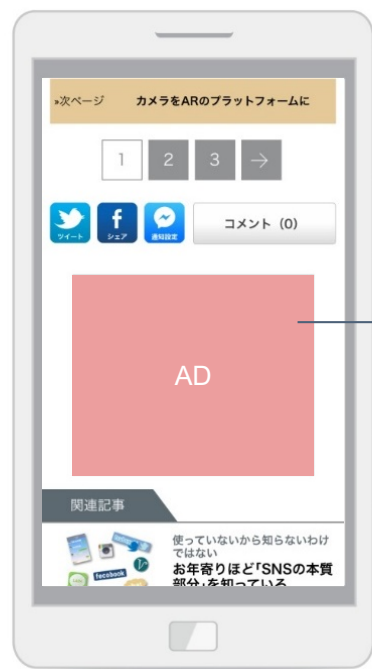 »次ページ カメラをARのプラットフォームに
1 2 3 →
ツイート シェア 通知設定 コメント (0)
AD
関連記事
使っていないから知らないわけ
ではない
お年寄りほど「SNSの本質
部分」を知っている
facebook